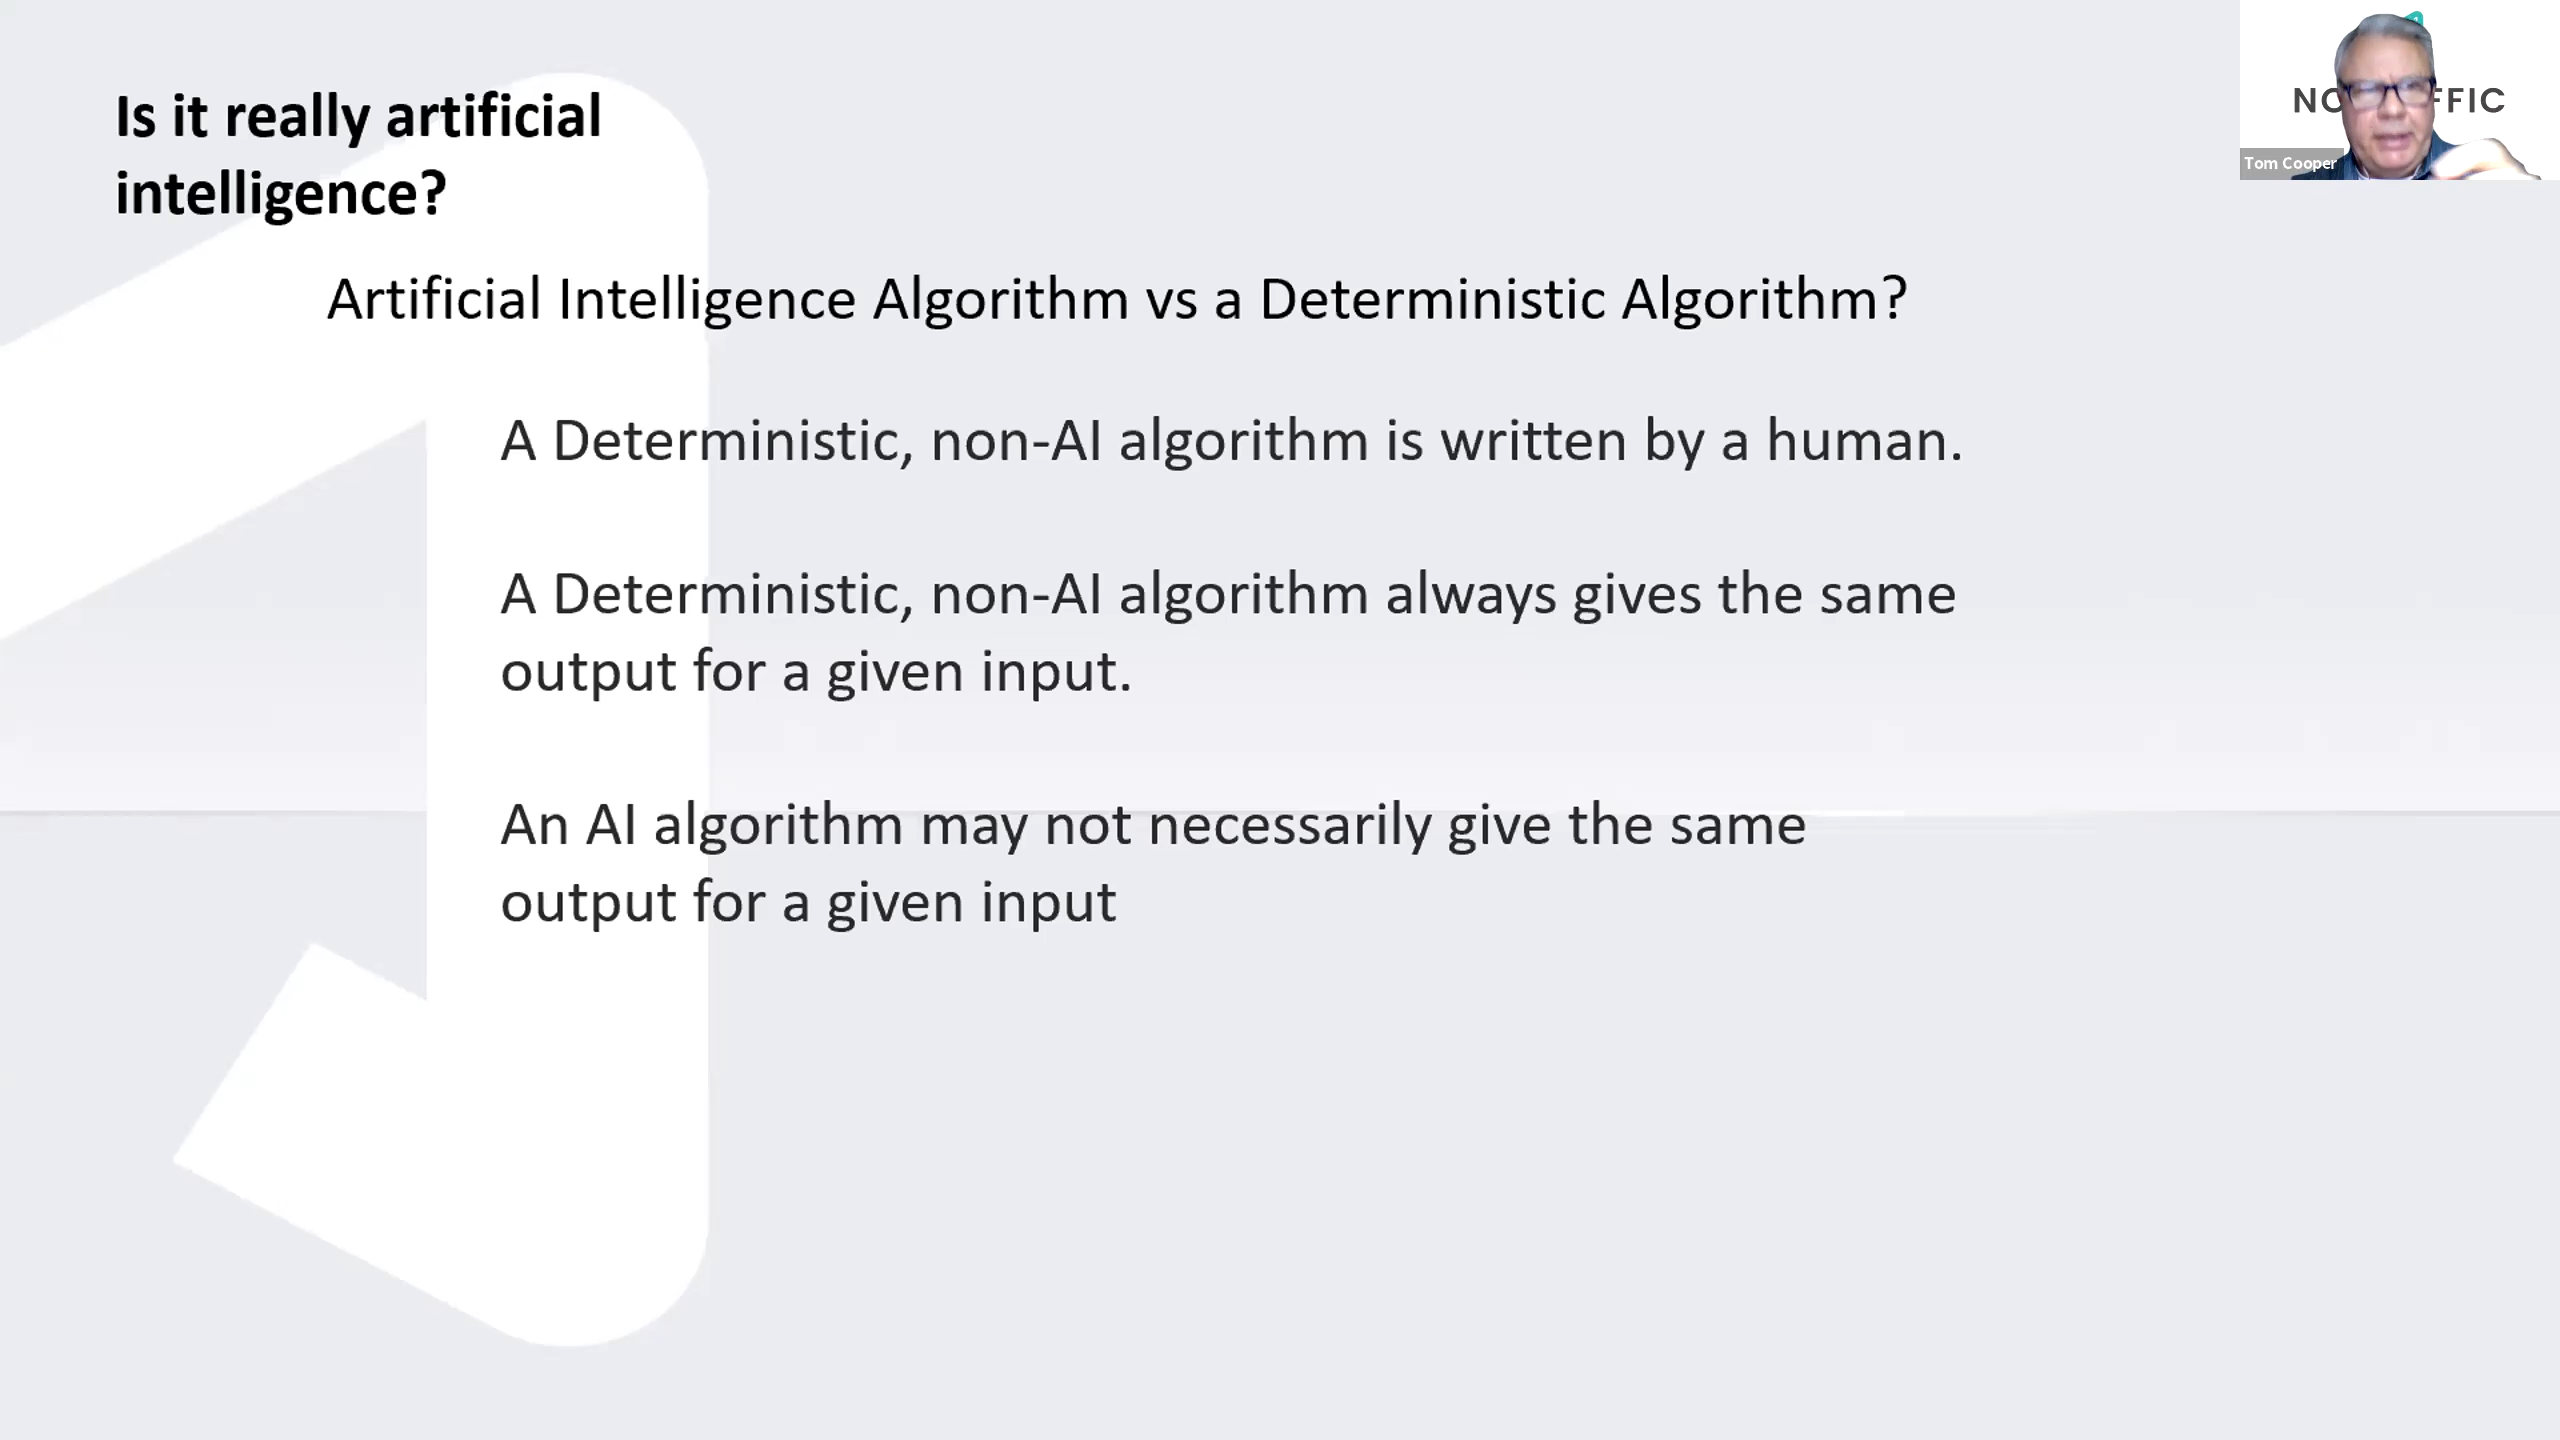 Is it really artificial
intelligence?
Artificial Intelligence Algorithm vs a Deterministic Algorithm?
A Deterministic, non-AI algorithm is written by a human.
A Deterministic, non-AI algorithm always gives the same
output for a given input.
An AI algorithm may not necessarily give the same
output for a given input
Tom Cooper